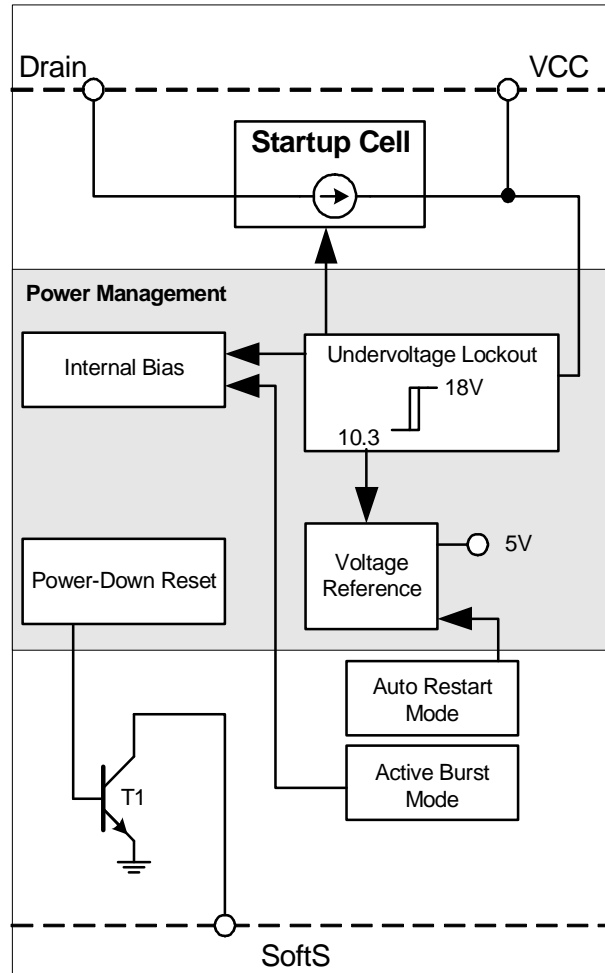 Drain
VCC
Startup Cell
Power Management
Internal Bias
Undervoltage Lockout
18V
10.3
Power-Down Reset
Voltage
Reference
5V
Auto Restart
Mode
Active Burst
Mode
T1
SoftS